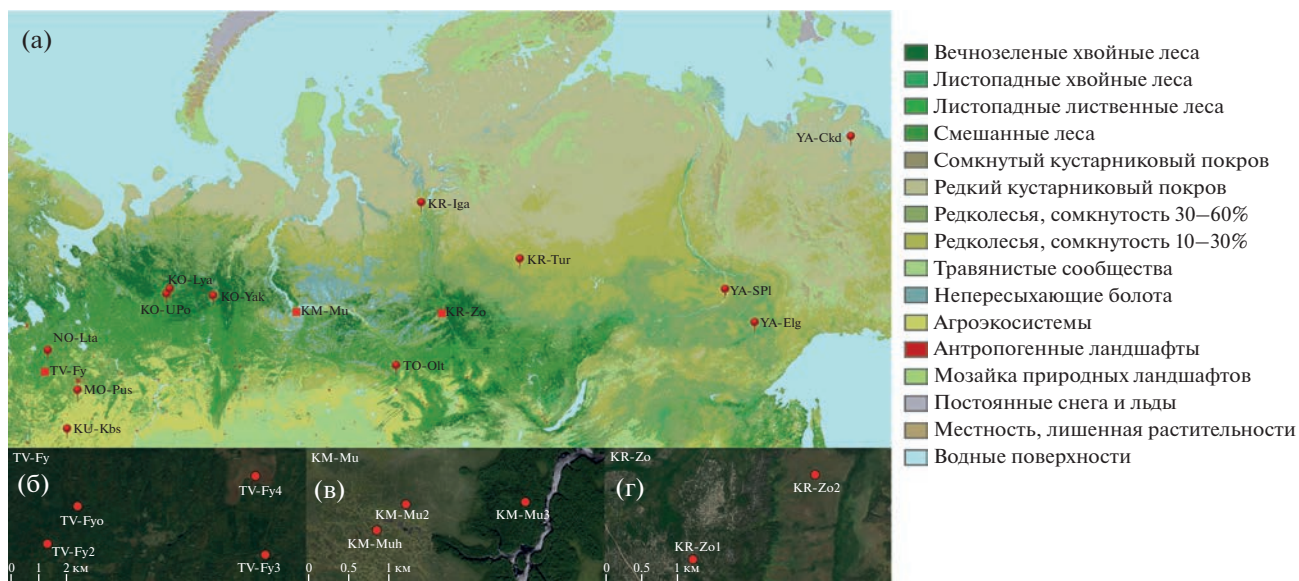 (а)
YA-Ckd
KR-Iga
KR-Tur
KO-Lya
KO-UPo
KO-Yak
YA-SPl
KM-Mu
KR-Zo
YA-Elg
NO-Lta
TV-Fy
TO-Olt
MO-Pus
KU-Kbs
Вечнозеленые хвойные леса
Листопадные хвойные леса
Листопадные лиственные леса
Смешанные леса
Сомкнутый кустарниковый покров
Редкий кустарниковый покров
Редколесья, сомкнутость 30–60%
Редколесья, сомкнутость 10–30%
Травянистые сообщества
Непересыхающие болота
Агроэкосистемы
Антропогенные ландшафты
Мозайка природных ландшафтов
Постоянные снега и льды
Местность, лишенная растительности
Водные поверхности
TV-Fy
(б)
TV-Fy4
TV-Fyo
TV-Fy2
TV-Fy3
0 1 2 км
KM-Mu
(в)
KM-Mu2
KM-Mu3
KM-Muh
0 0.5 1 км
KR-Zo
(г)
KR-Zo2
KR-Zo1
0 0.5 1 км